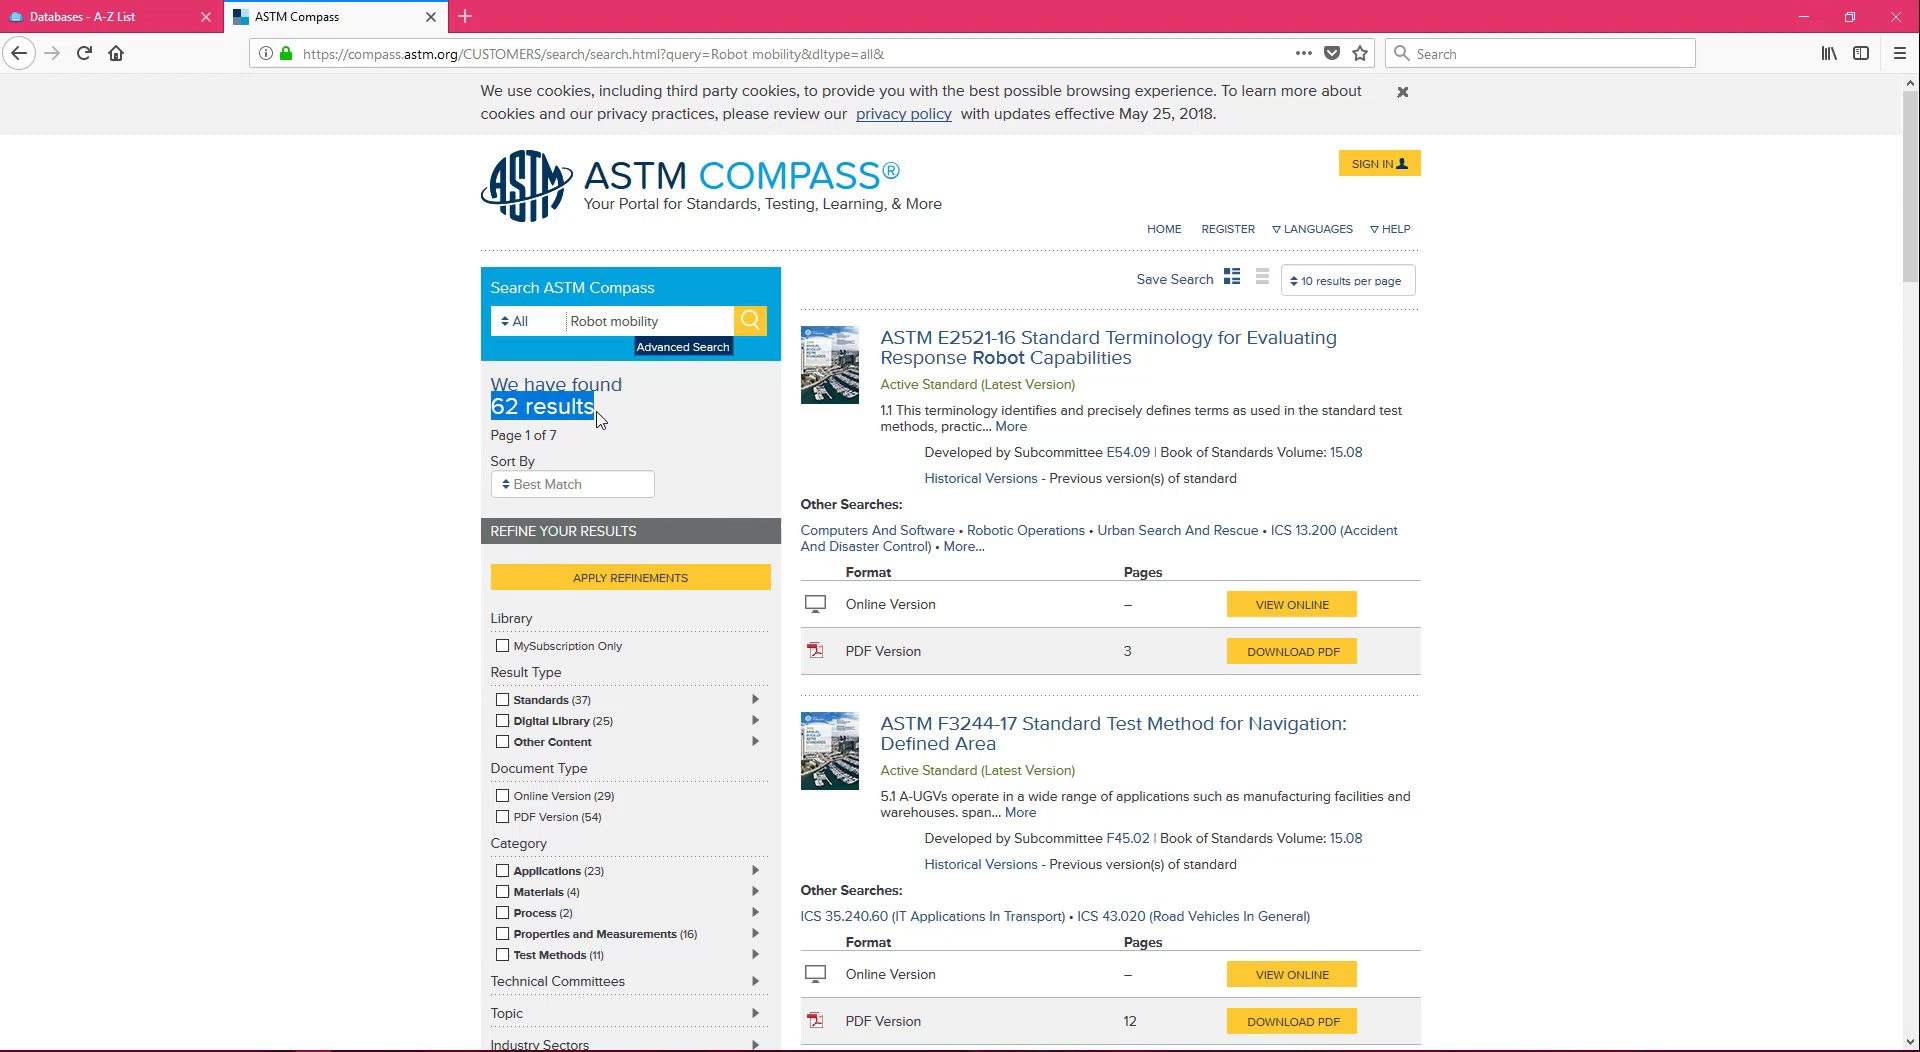 Databases - A-Z List
ASTM Compass
https://compass.astm.org/CUSTOMERS/search/search.html?query=Robot mobility&dltype=all&
Search
We use cookies, including third party cookies, to provide you with the best possible browsing experience. To learn more about
cookies and our privacy practices, please review our privacy policy with updates effective May 25, 2018.
ASTM
ASTM COMPASS®
Your Portal for Standards, Testing, Learning, & More
SIGN IN
HOME REGISTER LANGUAGES HELP
Search ASTM Compass
All Robot mobility
Advanced Search
We have found
62 results
Page 1 of 7
Sort By
Best Match
REFINE YOUR RESULTS
APPLY REFINEMENTS
Library
MySubscription Only
Result Type
Standards (37)
Digital Library (25)
Other Content
Document Type
Online Version (29)
PDF Version (54)
Category
Applications (23)
Materials (4)
Process (2)
Properties and Measurements (16)
Test Methods (11)
Technical Committees
Topic
Industry Sectors
Save Search 10 results per page
ASTM E2521-16 Standard Terminology for Evaluating
Response Robot Capabilities
Active Standard (Latest Version)
1.1 This terminology identifies and precisely defines terms as used in the standard test
methods, practic... More
Developed by Subcommittee E54.09 | Book of Standards Volume: 15.08
Historical Versions - Previous version(s) of standard
Other Searches:
Computers And Software • Robotic Operations • Urban Search And Rescue • ICS 13.200 (Accident
And Disaster Control) • More...
Format Pages
Online Version – VIEW ONLINE
PDF Version 3 DOWNLOAD PDF
ASTM F3244-17 Standard Test Method for Navigation:
Defined Area
Active Standard (Latest Version)
5.1 A-UGVs operate in a wide range of applications such as manufacturing facilities and
warehouses. span... More
Developed by Subcommittee F45.02 | Book of Standards Volume: 15.08
Historical Versions - Previous version(s) of standard
Other Searches:
ICS 35.240.60 (IT Applications In Transport) • ICS 43.020 (Road Vehicles In General)
Format Pages
Online Version – VIEW ONLINE
PDF Version 12 DOWNLOAD PDF